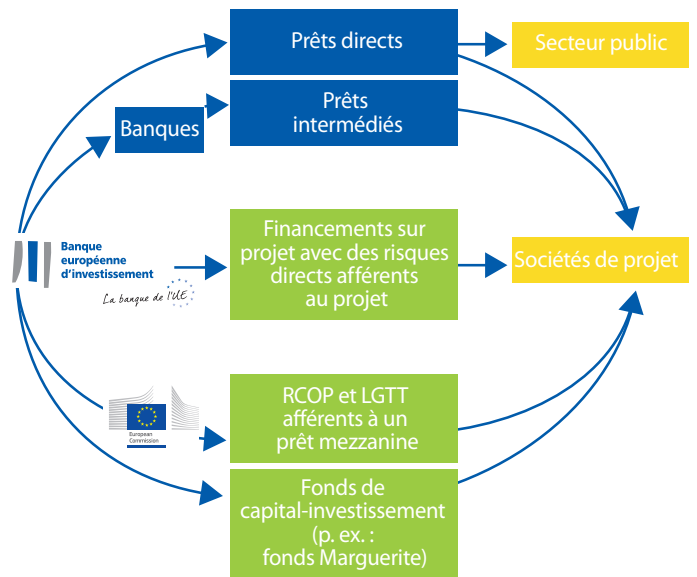 Prêts directs
Secteur public
Banques
Prêts
intermédiés
Banque
européenne
d'investissement
La banque de l'UE
Financements sur
projet avec des risques
directs afférents
au projet
Sociétés de projet
European
Commission
RCOP et LGTT
afférents à un
prêt mezzanine
Fonds de
capital-investissement
(p. ex. :
fonds Marguerite)